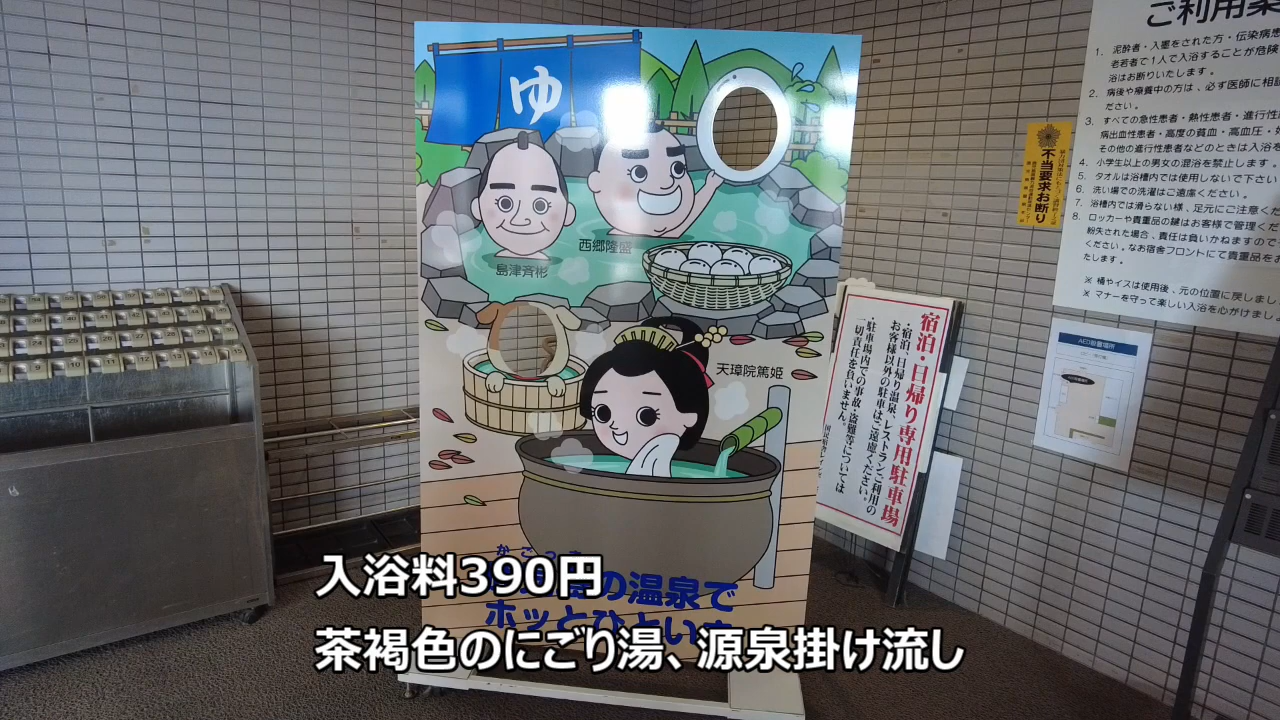 ゆ
島津斉彬
西郷隆盛
天璋院篤姫
の温泉で
入浴料390円
茶褐色のにごり湯、源泉掛け流し
宿泊・日帰り専用駐車場
・宿泊、日帰り温泉、レストランご利用の
お客様以外の駐車はご遠慮ください。
・駐車場内での事故・盗難等については
一切責任を負いません。
不当要求お断り
AED設置場所
1. 泥酔者・入墨をされた方・伝染病
老若者で1人で入浴することが危険
浴はお断りいたします。
2. 病後や療養中の方は、必ず医師に相
ださい。
3. すべての急性患者・熱性患者・進行性
病出血性患者・高度の貧血・高血圧・
その他の進行性患者などのときは入浴を
4. 小学生以上の男女の混浴を禁止します。
5. タオルは浴槽内では使用しないで下さい
6. 洗い場での洗濯はご遠慮ください。
7. 浴槽内では滑らない様、足元にご注意くだ
8. ロッカーや貴重品の鍵はお客様で管理くだ
紛失された場合、責任は負いかねますので
ください。なお宿舎フロントにて貴重品をお
たします。
※ 桶やイスは使用後、元の位置に戻しまし
※ マナーを守って楽しい入浴を心がけまし